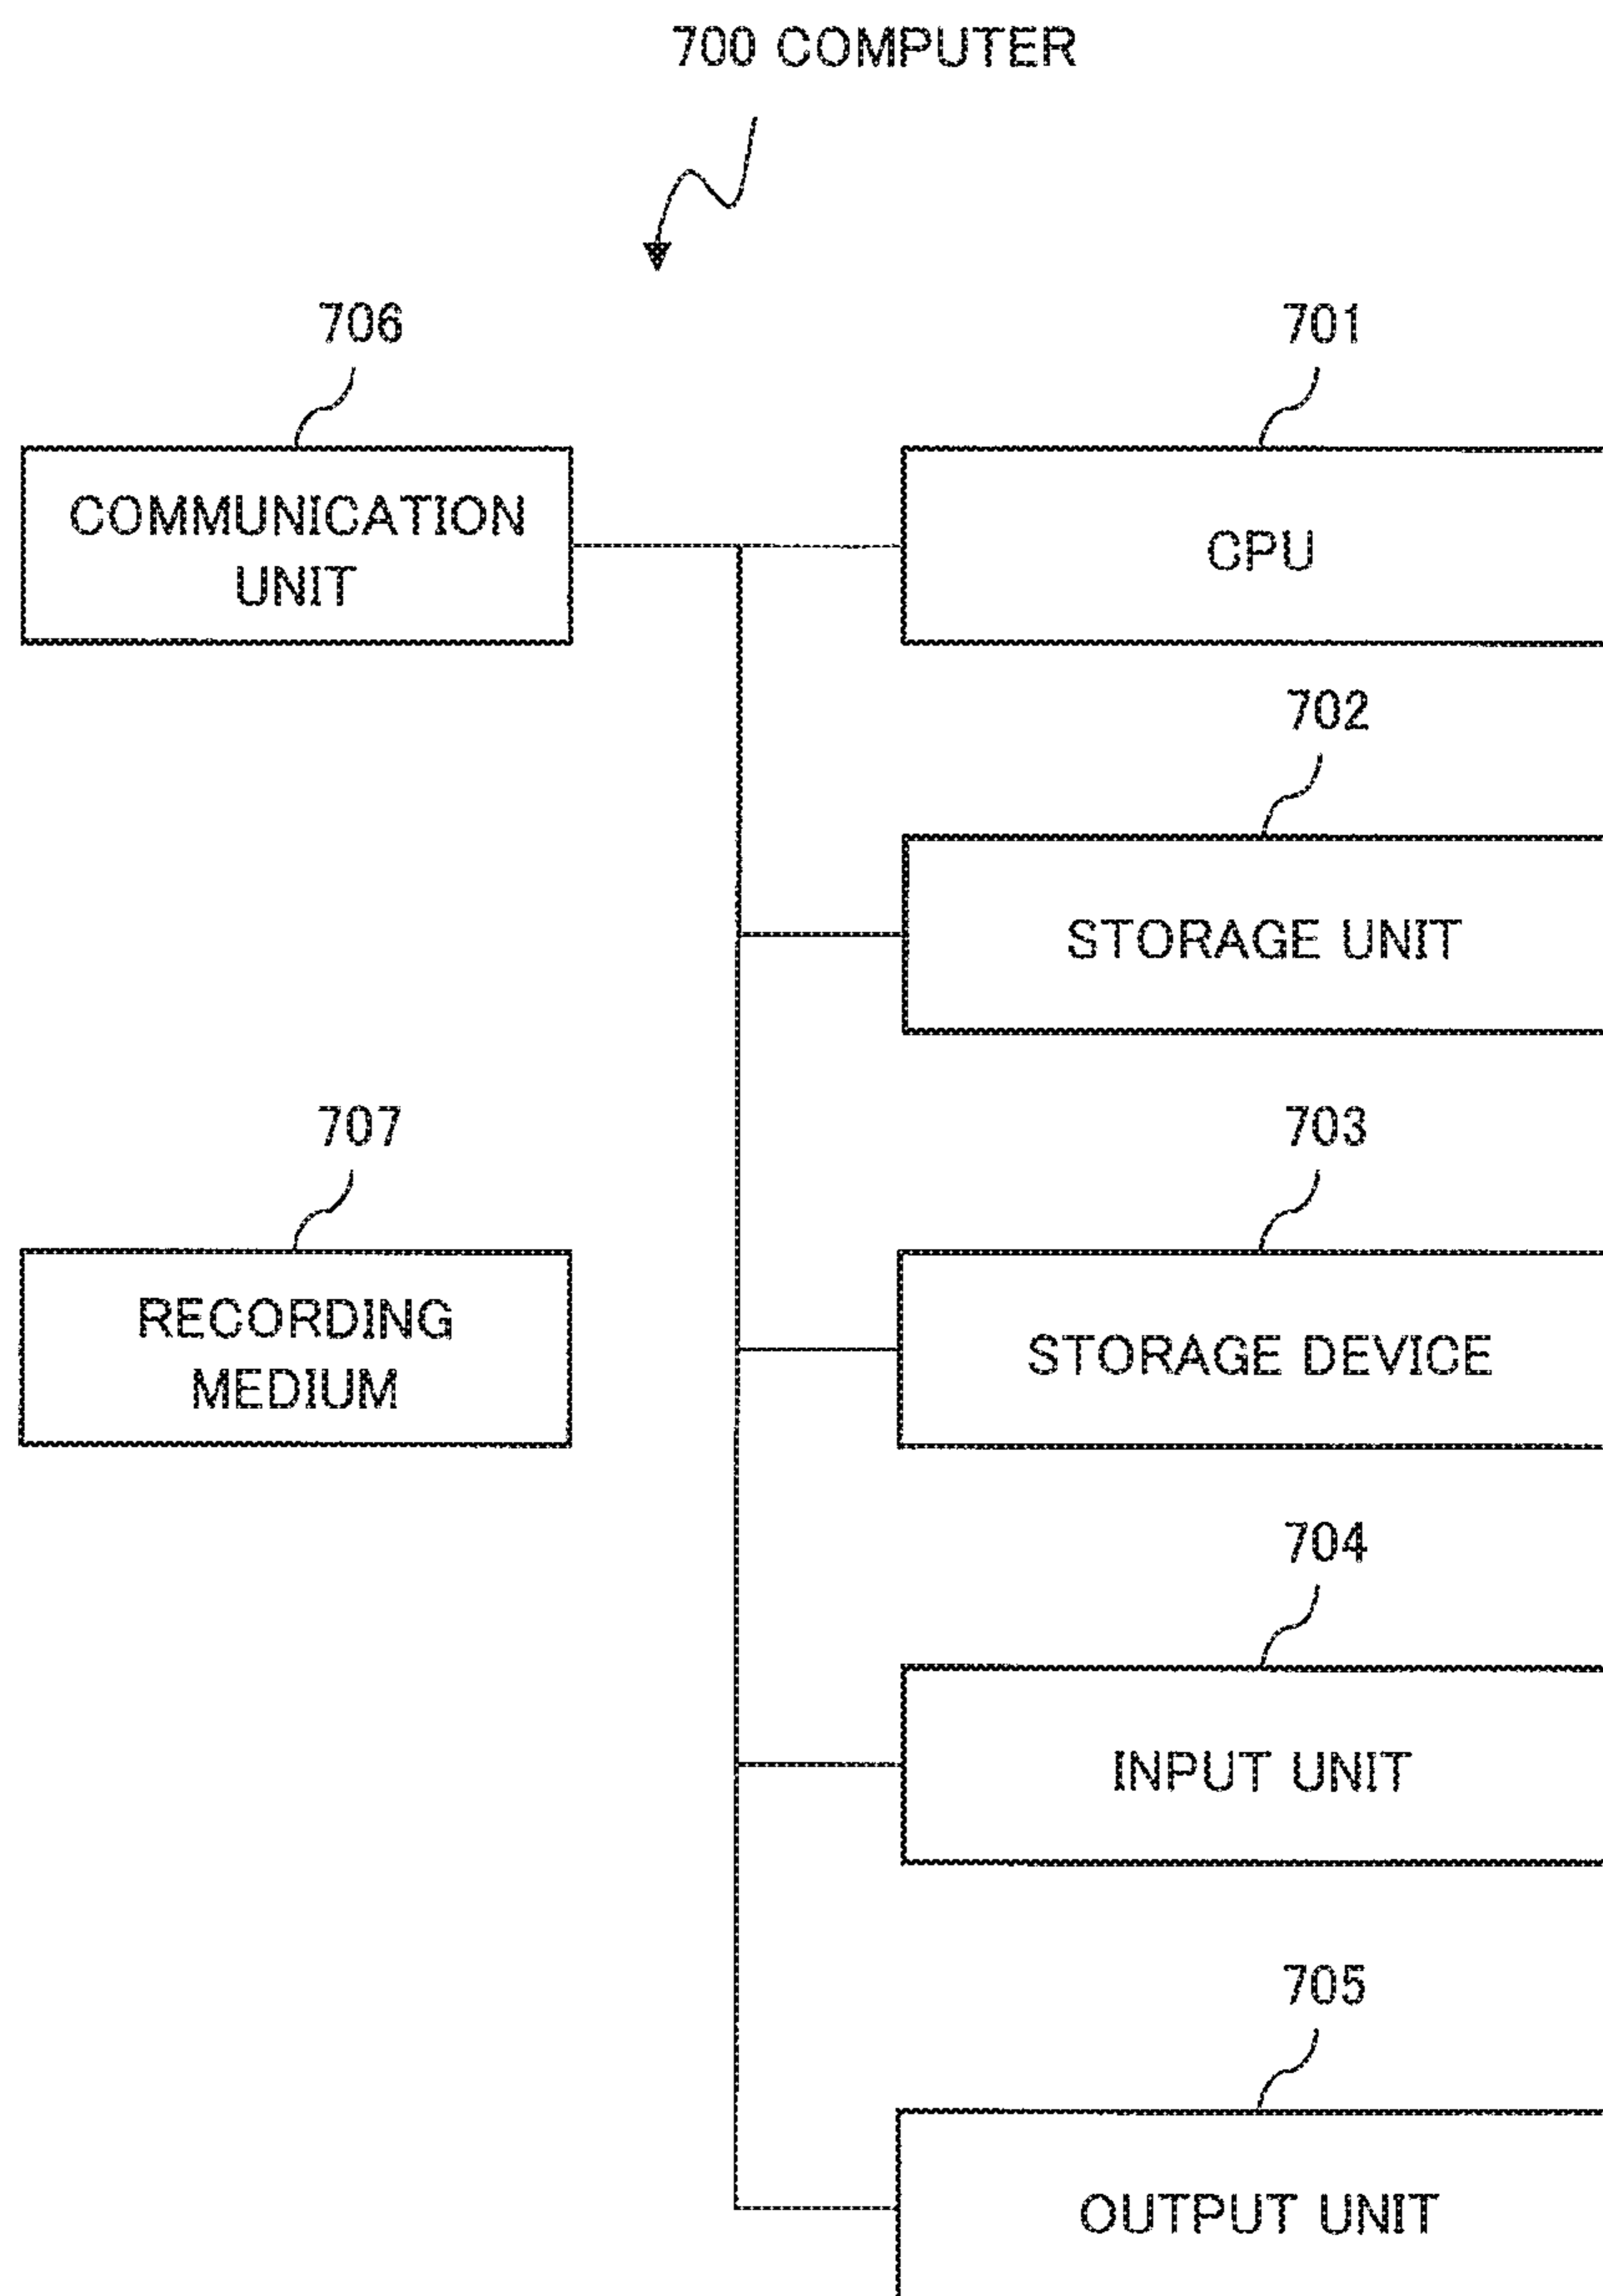 700 COMPUTER
706
701
COMMUNICATION
UNIT
CPU
702
STORAGE UNIT
707
703
RECORDING
MEDIUM
STORAGE DEVICE
704
INPUT UNIT
705
OUTPUT UNIT